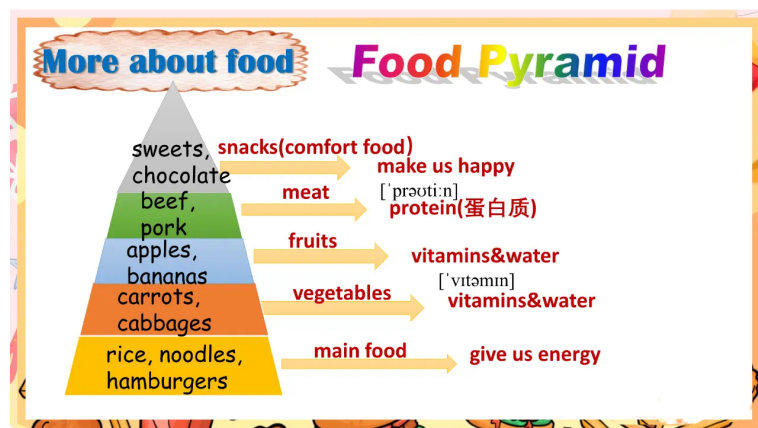 More about food
Food Pyramid
sweets,
chocolate
snacks(comfort food)
make us happy
beef,
pork
meat
[ˈprəʊtiːn]
protein(蛋白质)
apples,
bananas
fruits
vitamins&water
[ˈvɪtəmɪn]
carrots,
cabbages
vegetables
vitamins&water
rice, noodles,
hamburgers
main food
give us energy